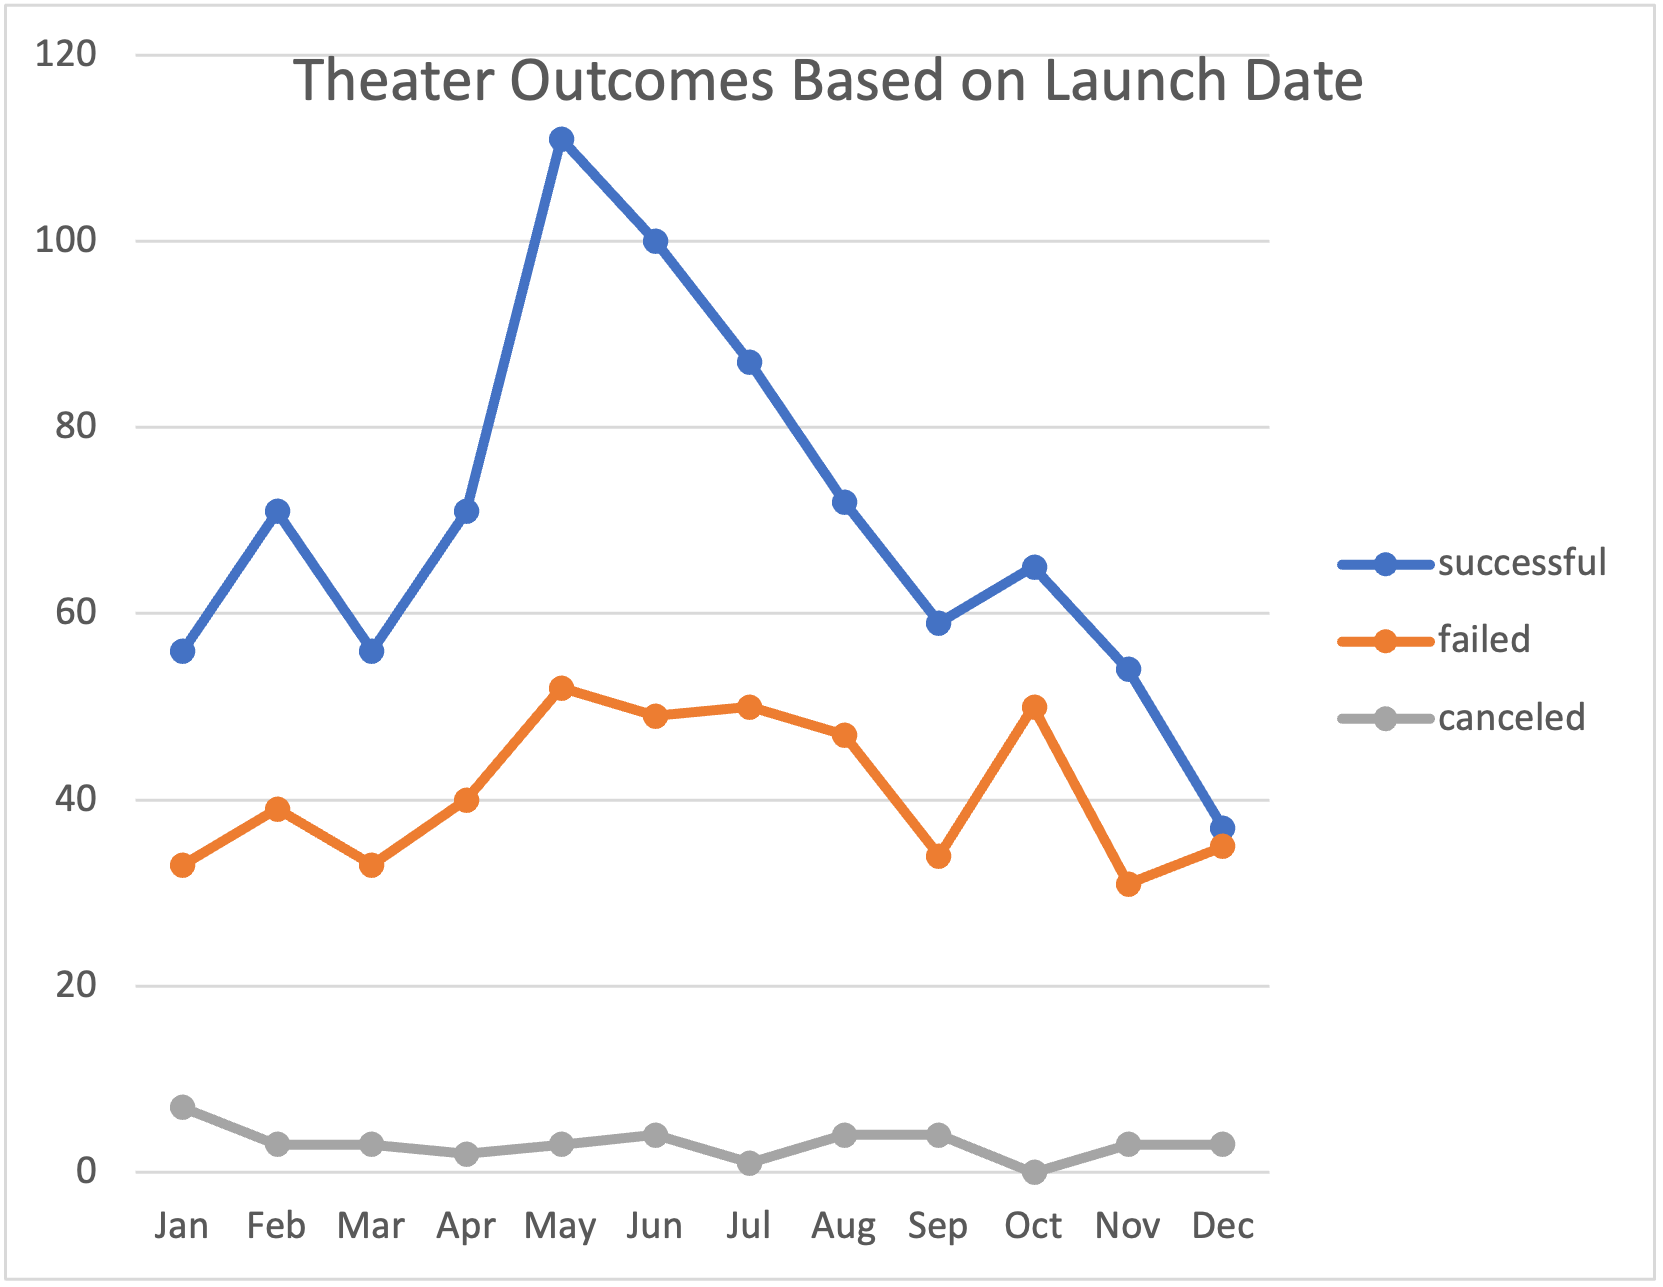 Theater Outcomes Based on Launch Date
120
100
80
60
40
20
0
Jan Feb Mar Apr May Jun Jul Aug Sep Oct Nov Dec
successful
failed
canceled